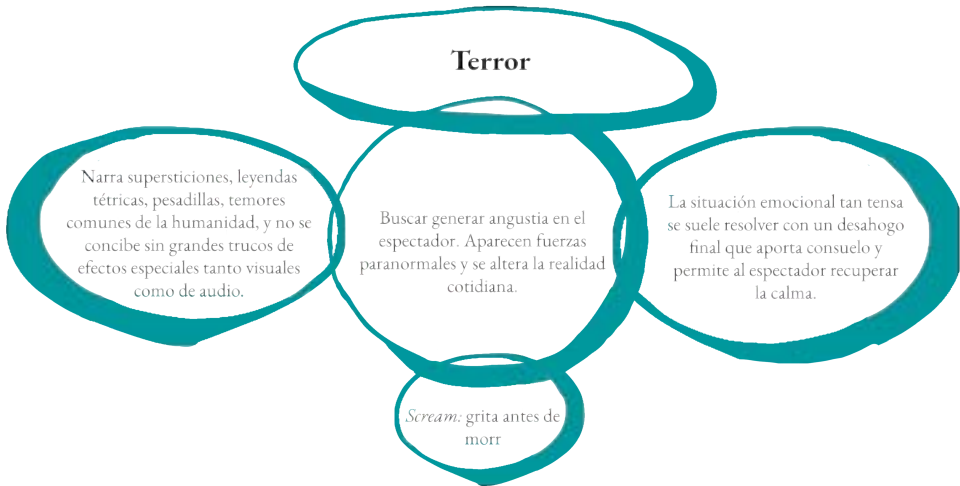 Terror
Narra supersticiones, leyendas
tétricas, pesadillas, temores
comunes de la humanidad, y no se
concibe sin grandes trucos de
efectos especiales tanto visuales
como de audio.
Buscar generar angustia en el
espectador. Aparecen fuerzas
paranormales y se altera la realidad
cotidiana.
La situación emocional tan tensa
se suele resolver con un desahogo
final que aporta consuelo y
permite al espectador recuperar
la calma.
Scream: grita antes de
morr